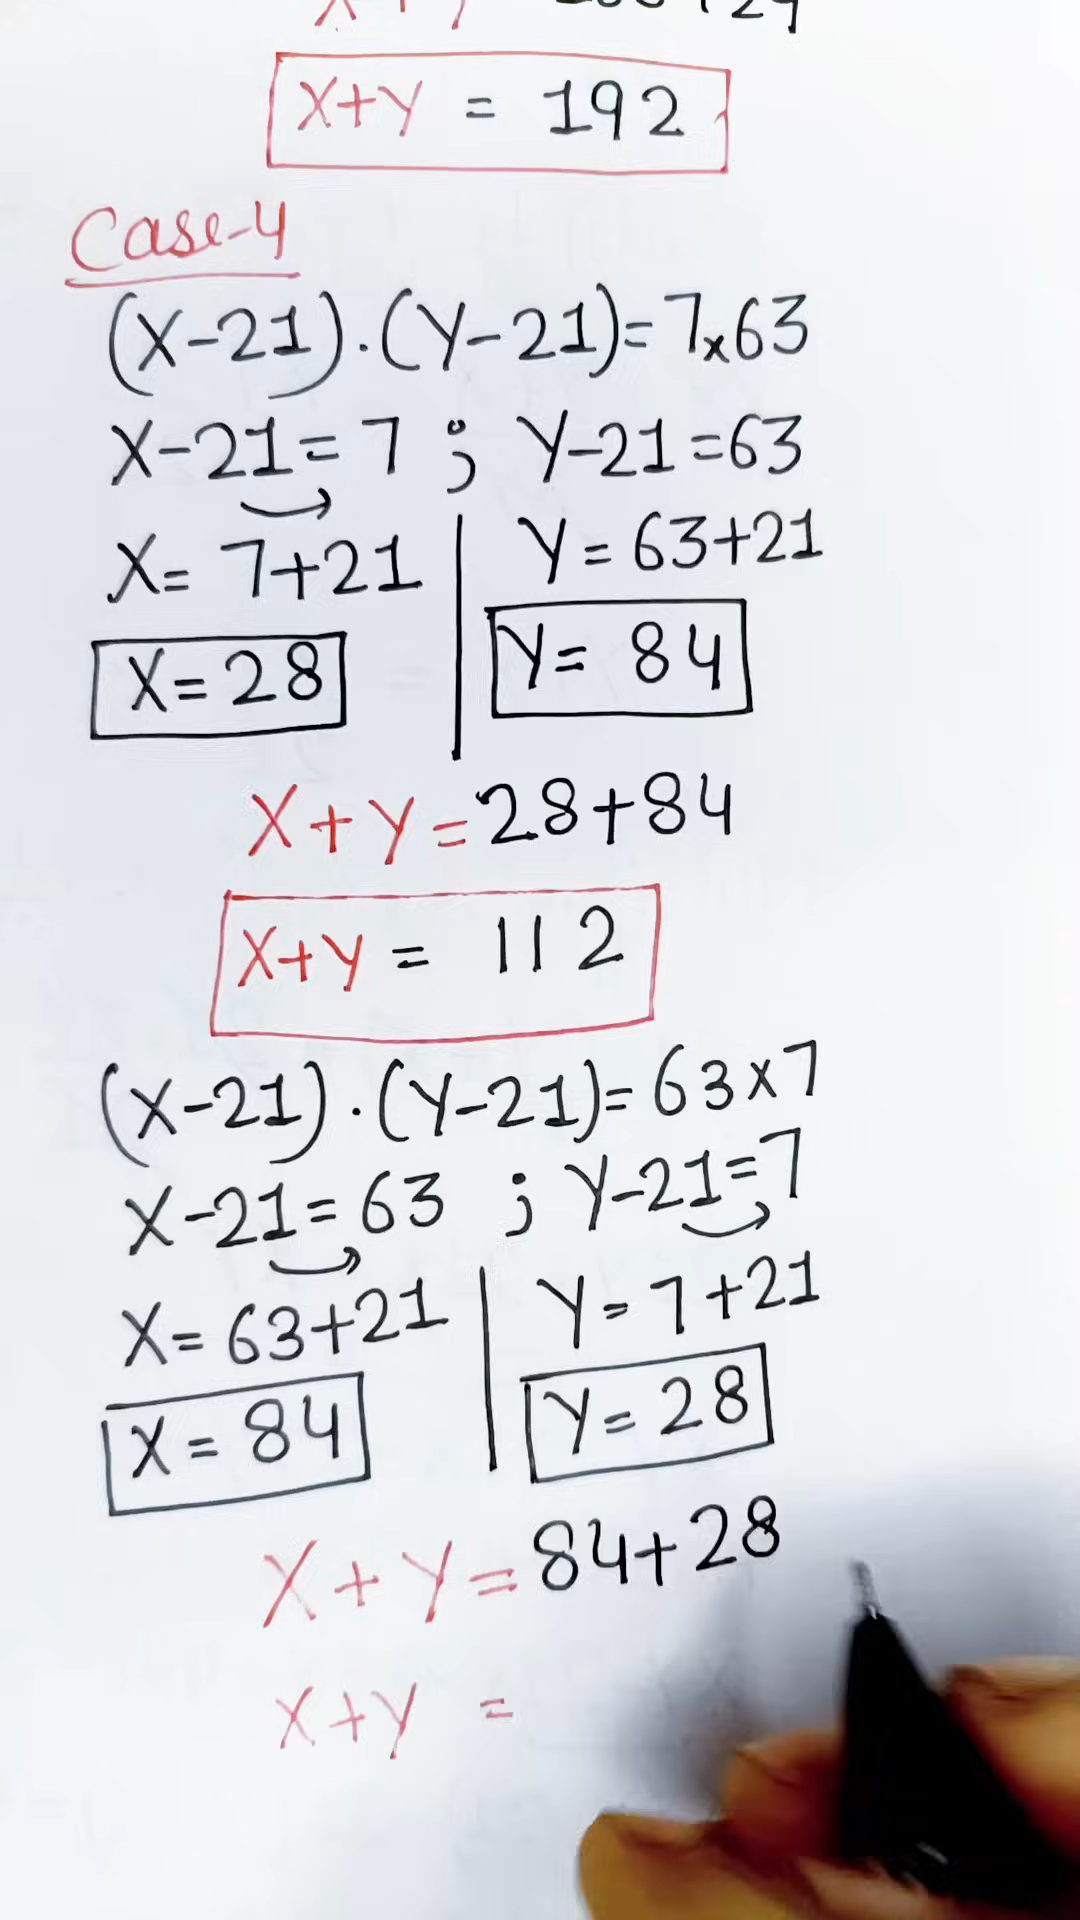 X+Y = 192
Case-4
(X-21).(Y-21)=7x63
X-21=7 ; Y-21=63
X= 7+21 Y= 63+21
X=28 Y= 84
X+Y=28+84
X+Y = 112
(X-21).(Y-21)=63x7
X-21=63 ; Y-21=7
X=63+21 Y=7+21
X=84 Y=28
X+Y=84+28
X+Y =